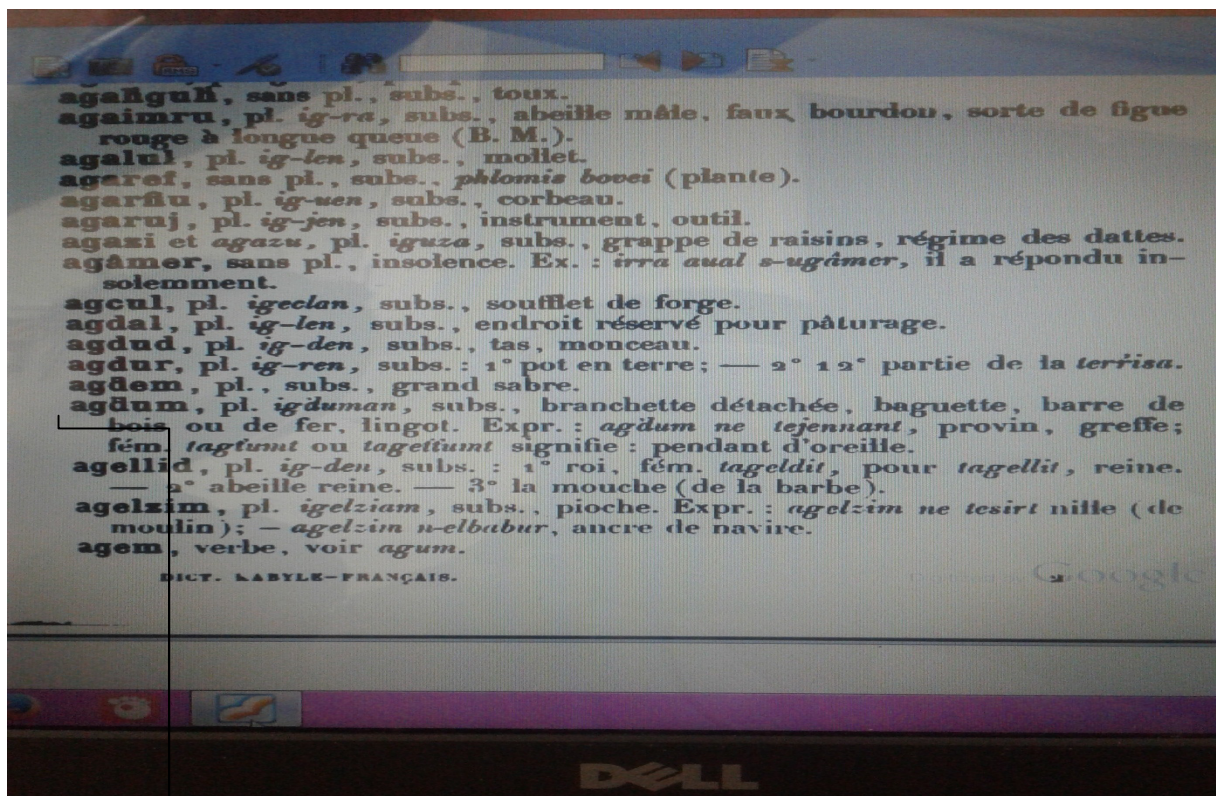 agaḧguḧ, sans pl., subs., toux.
agaimru, pl. ig-ra, subs., abeille mâle, faux bourdon, sorte de figue
rouge à longue queue (B. M.).
agalul, pl. ig-len, subs., mollet.
agaref, sans pl., subs., phlomis bovei (plante).
agarfiu, pl. ig-uen, subs., corbeau.
agaruj, pl. ig-jen, subs., instrument, outil.
agazi et agazu, pl. iguza, subs., grappe de raisins, régime des dattes.
agâmer, sans pl., insolence. Ex. : irra aual s-ugâmer, il a répondu in-
solemment.
agcul, pl. igeclan, subs., soufflet de forge.
agdal, pl. ig-len, subs., endroit réservé pour pâturage.
agdud, pl. ig-den, subs., tas, monceau.
agdur, pl. ig-ren, subs. : 1° pot en terre; — 2° 12e partie de la terṙisa.
agḋem, pl., subs., grand sabre.
agḋum, pl. igḋuman, subs., branchette détachée, baguette, barre de
bois ou de fer, lingot. Expr. : agḋum ne tejennant, provin, greffe;
fém. tagṫumt ou tageṫṫumt signifie : pendant d'oreille.
agellid, pl. ig-den, subs. : 1° roi, fém. tageldit, pour tagellit, reine.
— 2° abeille reine. — 3° la mouche (de la barbe).
agelzim, pl. igelziam, subs., pioche. Expr. : agelzim ne tesirt nille (de
moulin); — agelzim n-elbabur, ancre de navire.
agem, verbe, voir agum.
DICT. KABYLE-FRANÇAIS.
Google
DELL